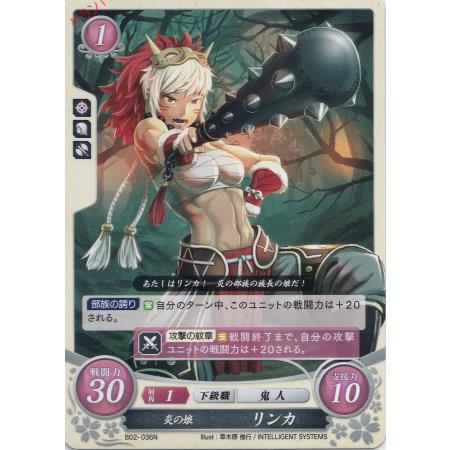 1
あたしはリンカ！ 炎の部族の族長の娘だ！
部族の誇り 常 自分のターン中、このユニットの戦闘力は＋20
される。
攻撃の紋章 支 戦闘終了まで、自分の攻撃
ユニットの戦闘力は＋20される。
戦闘力
30
射程 1
下級職
鬼人
支援力
10
炎の娘 リンカ
B02-036N
Illust：草木原 俊行 / INTELLIGENT SYSTEMS